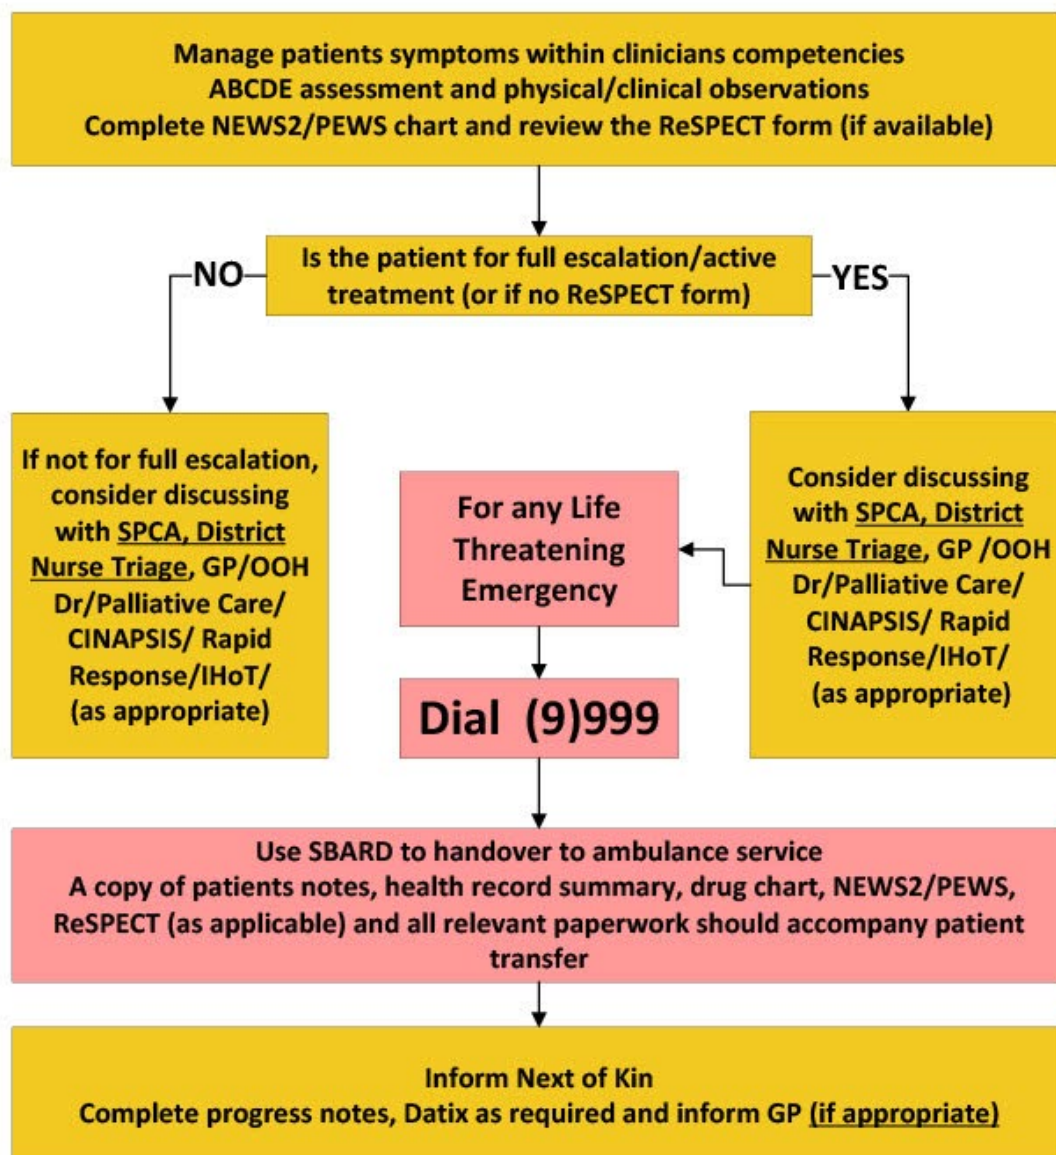 Manage patients symptoms within clinicians competencies
ABCDE assessment and physical/clinical observations
Complete NEWS2/PEWS chart and review the ReSPECT form (if available)
Is the patient for full escalation/active
treatment (or if no ReSPECT form)
NO
YES
If not for full escalation,
consider discussing
with SPCA, District
Nurse Triage, GP/OOH
Dr/Palliative Care/
CINAPSIS/ Rapid
Response/IHoT/
(as appropriate)
For any Life
Threatening
Emergency
Consider discussing
with SPCA, District
Nurse Triage, GP /OOH
Dr/Palliative Care/
CINAPSIS/ Rapid
Response/IHoT/
(as appropriate)
Dial (9)999
Use SBARD to handover to ambulance service
A copy of patients notes, health record summary, drug chart, NEWS2/PEWS,
ReSPECT (as applicable) and all relevant paperwork should accompany patient
transfer
Inform Next of Kin
Complete progress notes, Datix as required and inform GP (if appropriate)